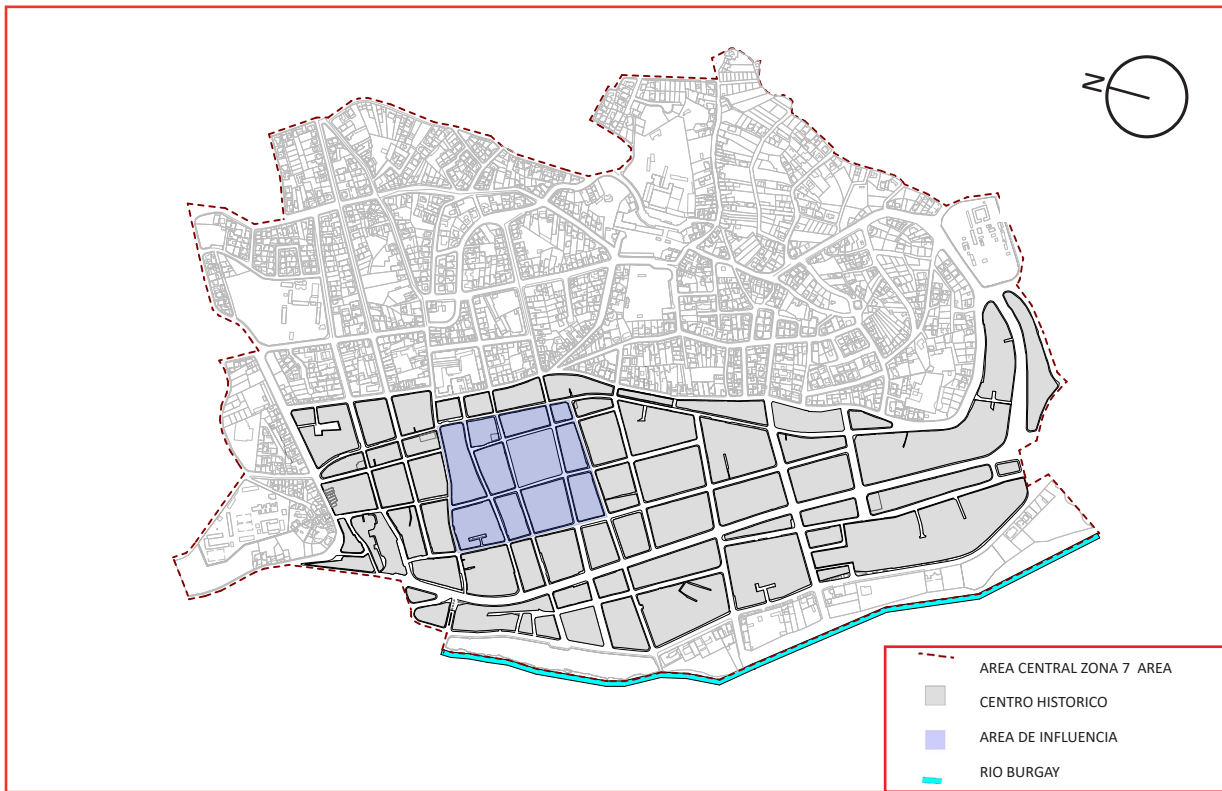 N
AREA CENTRAL ZONA 7 AREA
CENTRO HISTORICO
AREA DE INFLUENCIA
RIO BURGAY